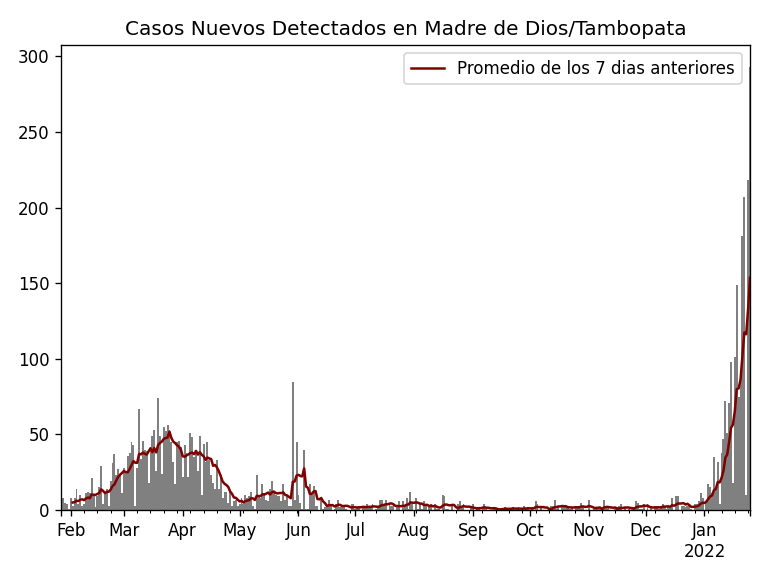 Casos Nuevos Detectados en Madre de Dios/Tambopata
Promedio de los 7 dias anteriores
300
250
200
150
100
50
0
Feb Mar Apr May Jun Jul Aug Sep Oct Nov Dec Jan
2022